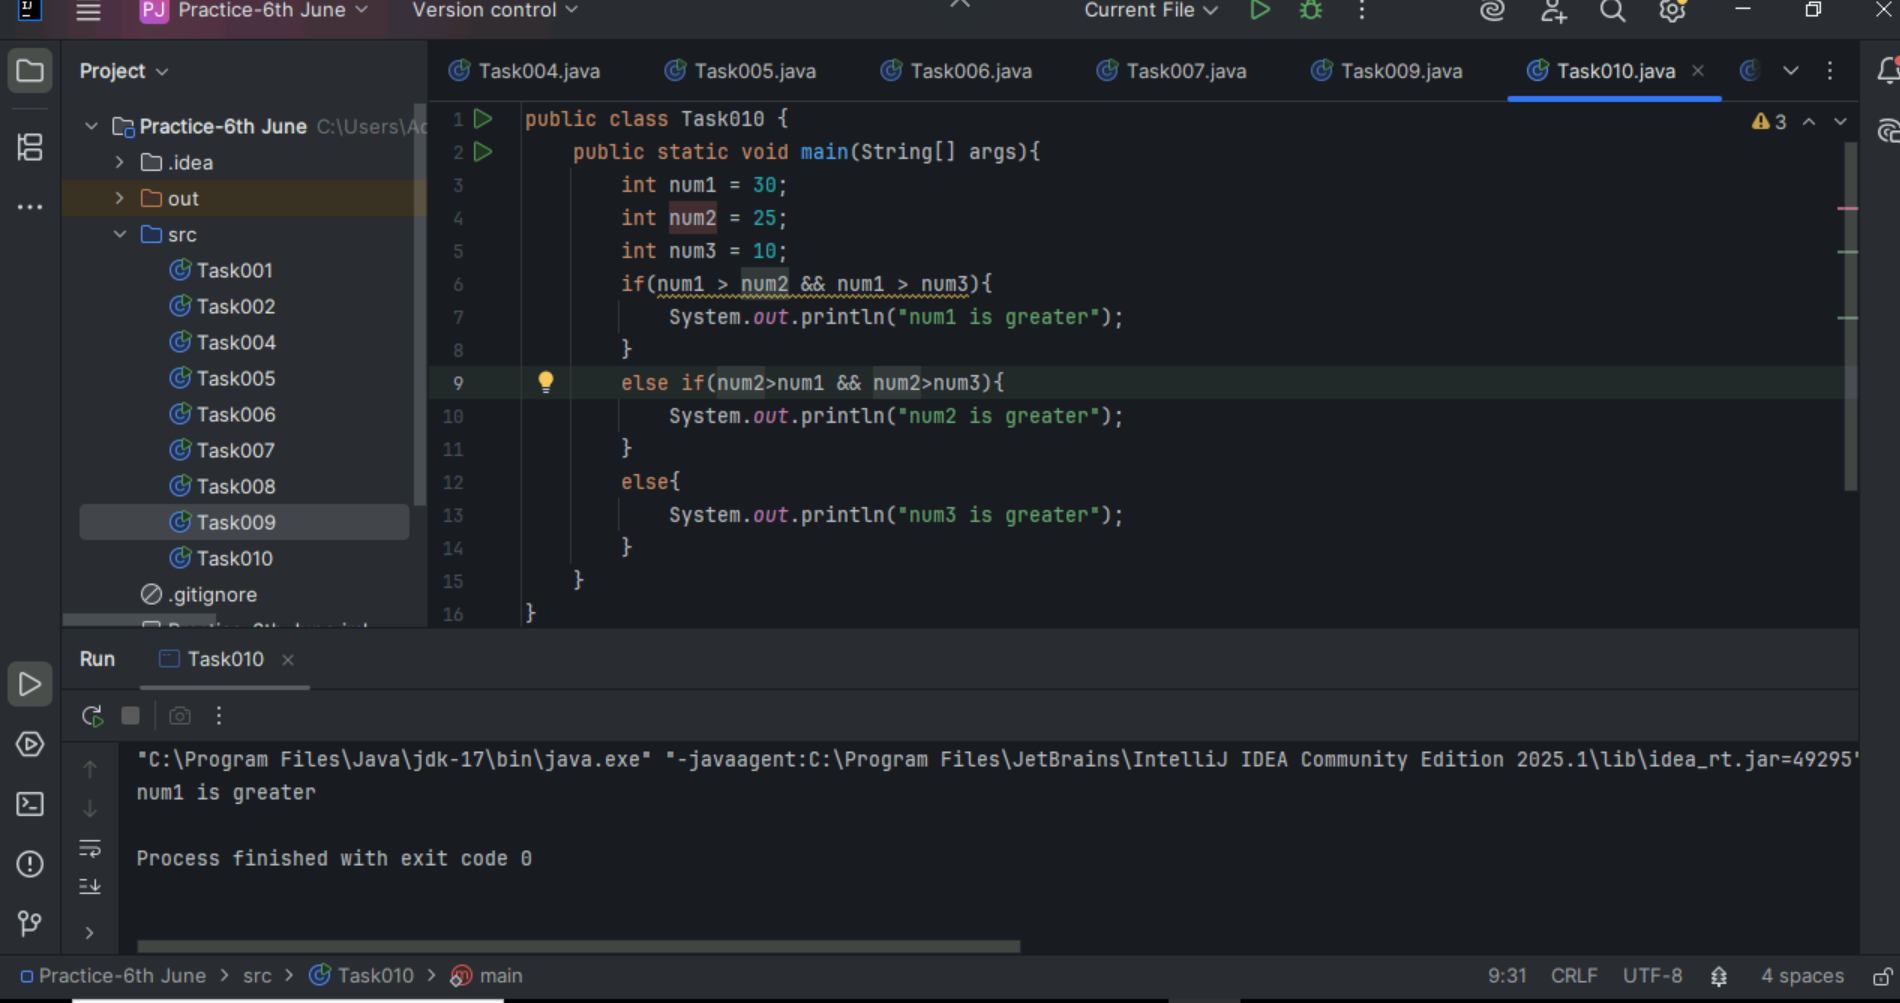 IJ
PJ Practice-6th June Version control Current File
Project
Task004.java Task005.java Task006.java Task007.java Task009.java Task010.java
Practice-6th June C:\Users\Ac
.idea
out
src
Task001
Task002
Task004
Task005
Task006
Task007
Task008
Task009
Task010
.gitignore
3
1 public class Task010 {
2 public static void main(String[] args){
3 int num1 = 30;
4 int num2 = 25;
5 int num3 = 10;
6 if(num1 > num2 && num1 > num3){
7 System.out.println("num1 is greater");
8 }
9 else if(num2>num1 && num2>num3){
10 System.out.println("num2 is greater");
11 }
12 else{
13 System.out.println("num3 is greater");
14 }
15 }
16 }
Run Task010
"C:\Program Files\Java\jdk-17\bin\java.exe" "-javaagent:C:\Program Files\JetBrains\IntelliJ IDEA Community Edition 2025.1\lib\idea_rt.jar=49295"
num1 is greater
Process finished with exit code 0
Practice-6th June > src > Task010 > main 9:31 CRLF UTF-8 4 spaces